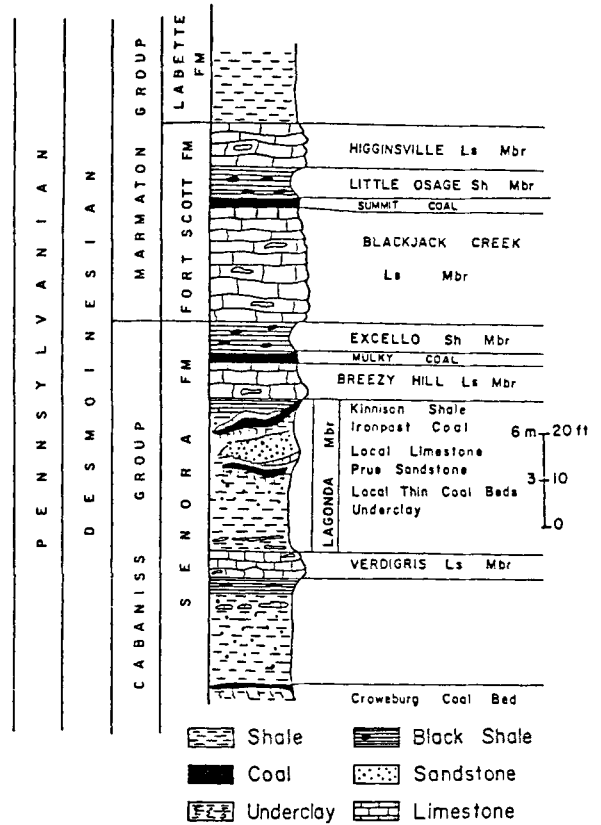 PENNSYLVANIAN
DESMOINESIAN
MARMATON GROUP
CABANISS GROUP
LABETTE FM
FORT SCOTT FM
SENORA FM
HIGGINSVILLE Ls Mbr
LITTLE OSAGE Sh Mbr
SUMMIT COAL
BLACKJACK CREEK
Ls Mbr
EXCELLO Sh Mbr
MULKY COAL
BREEZY HILL Ls Mbr
LAGONDA Mbr
Kinnison Shale
Ironpost Coal
Local Limestone
Prue Sandstone
Local Thin Coal Beds
Underclay
6 m 20 ft
3 10
0
VERDIGRIS Ls Mbr
Croweburg Coal Bed
Shale Black Shale
Coal Sandstone
Underclay Limestone